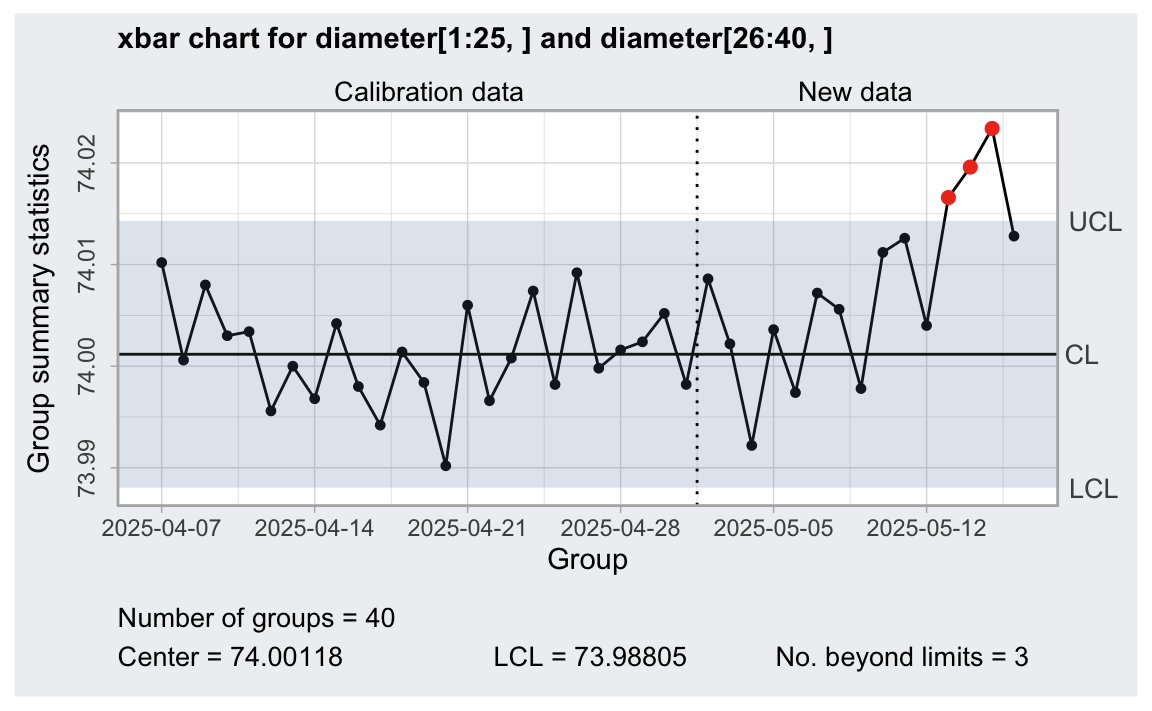 xbar chart for diameter[1:25, ] and diameter[26:40, ]
Calibration data
New data
Group summary statistics
74.02
74.01
74.00
73.99
UCL
CL
LCL
2025-04-07
2025-04-14
2025-04-21
2025-04-28
2025-05-05
2025-05-12
Group
Number of groups = 40
Center = 74.00118
LCL = 73.98805
No. beyond limits = 3